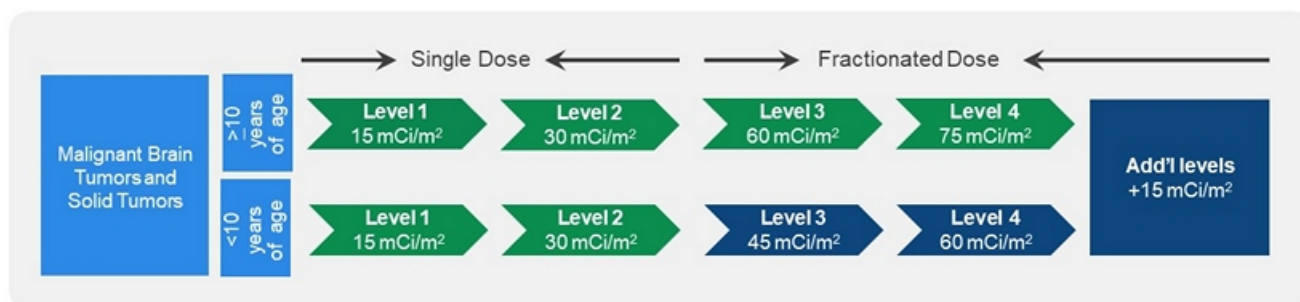 Single Dose
Fractionated Dose
Malignant Brain
Tumors and
Solid Tumors
≥10
years
of age
Level 1
15 mCi/m²
Level 2
30 mCi/m²
Level 3
60 mCi/m²
Level 4
75 mCi/m²
<10
years
of age
Level 1
15 mCi/m²
Level 2
30 mCi/m²
Level 3
45 mCi/m²
Level 4
60 mCi/m²
Add'l levels
+15 mCi/m²